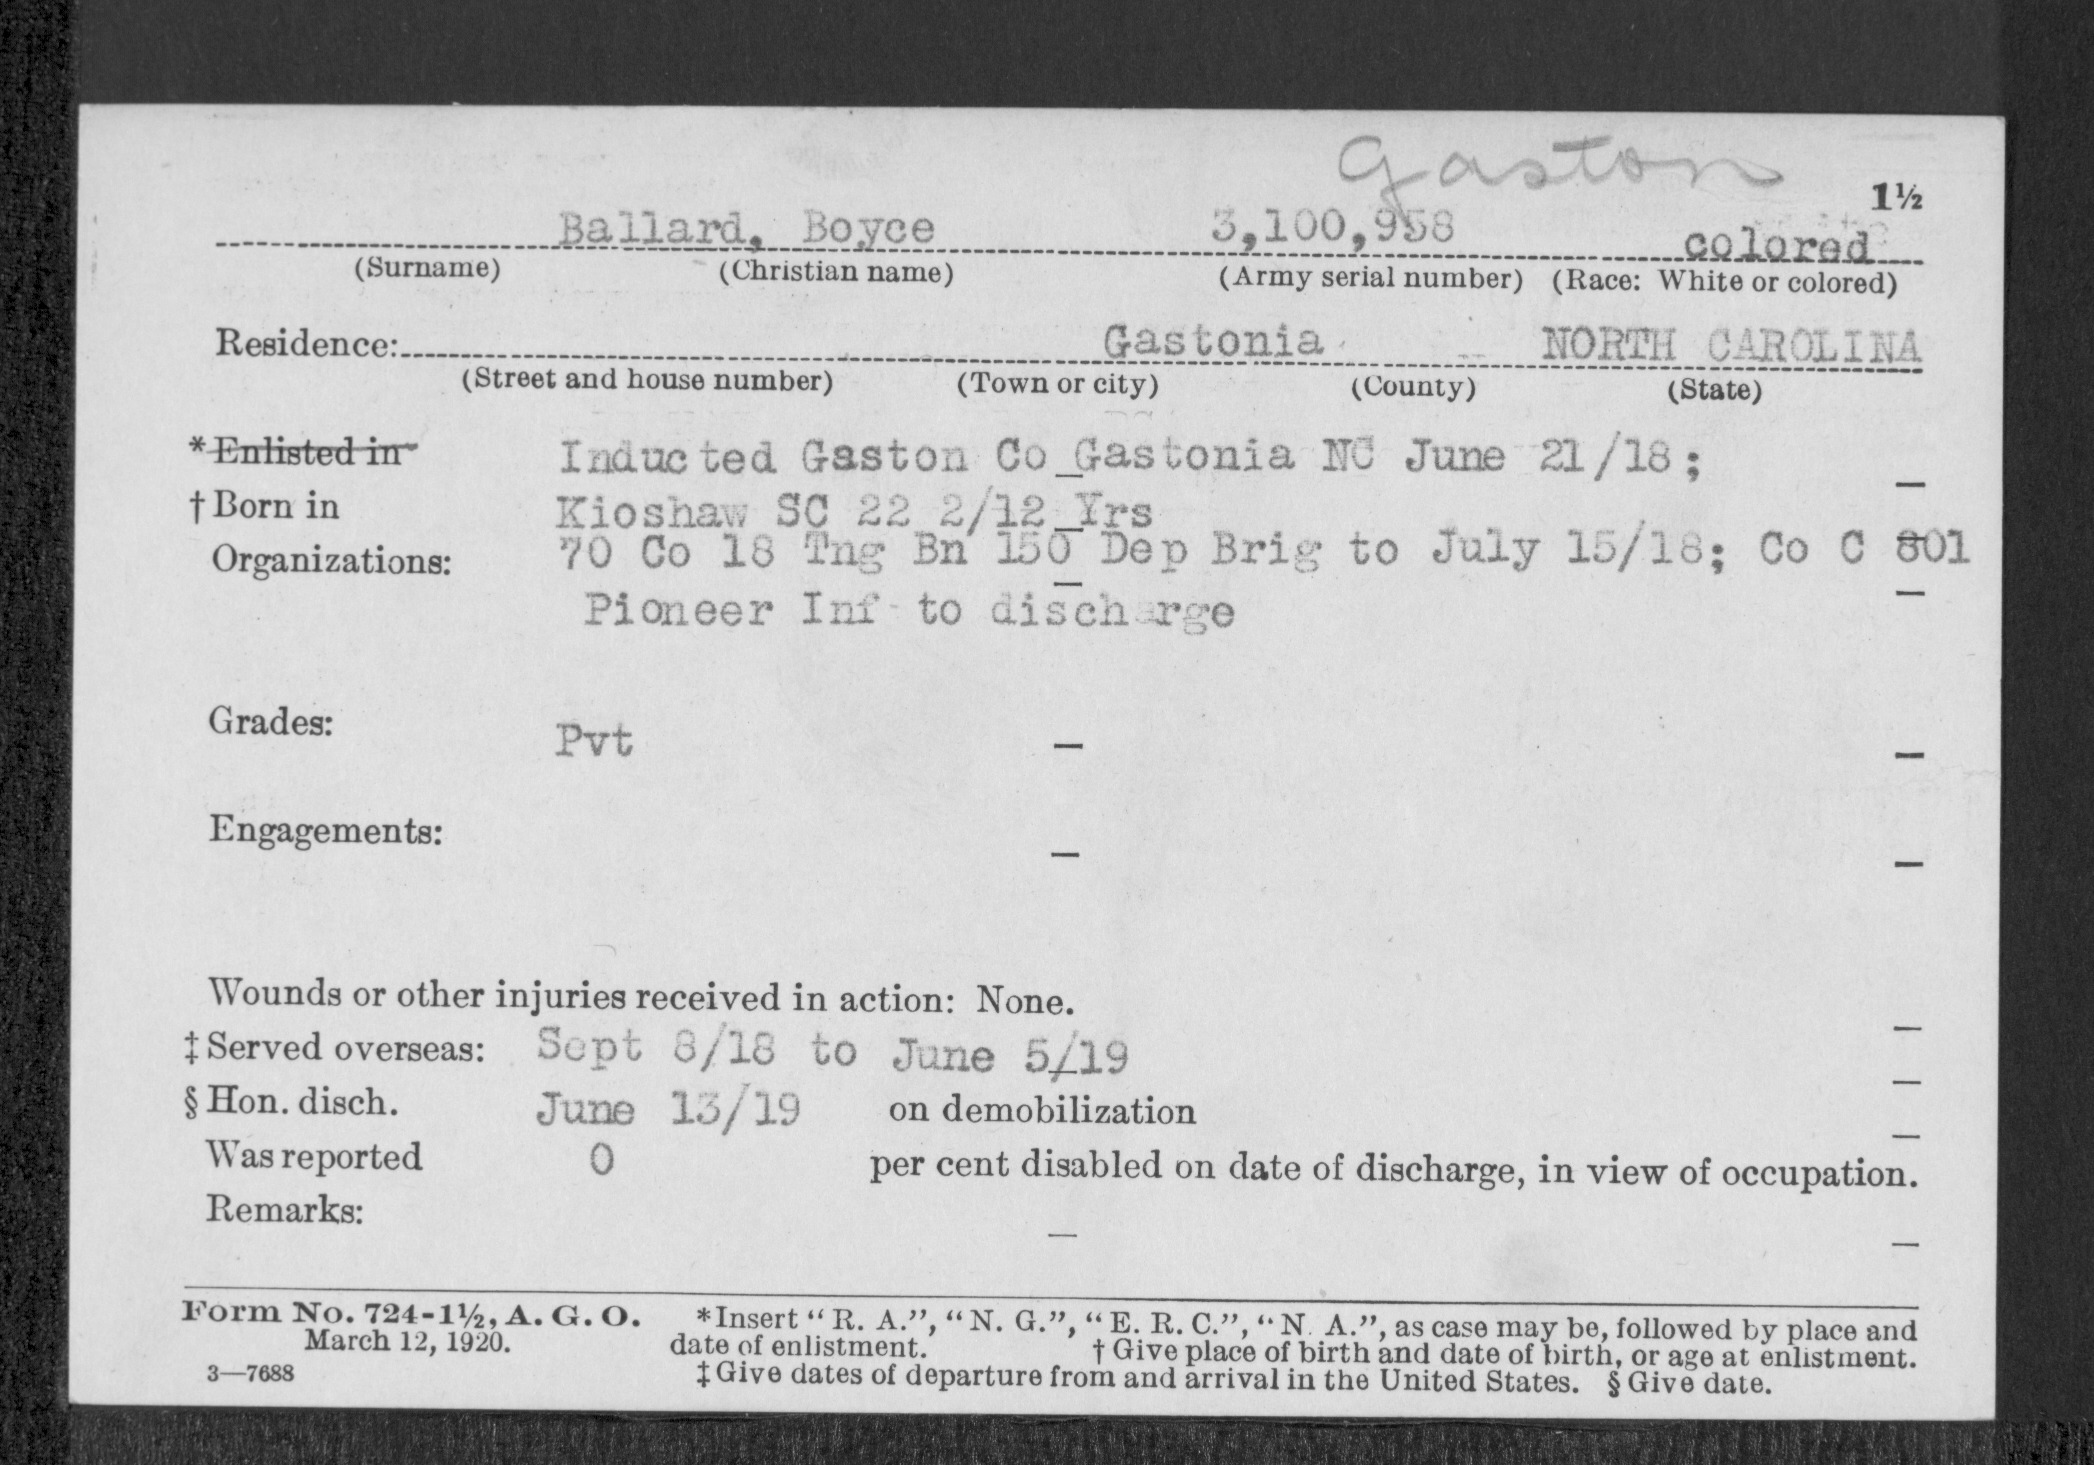 Gaston
1½
Ballard, Boyce 3,100,958 colored
(Surname) (Christian name) (Army serial number) (Race: White or colored)
Residence: Gastonia NORTH CAROLINA
(Street and house number) (Town or city) (County) (State)
*Enlisted in Inducted Gaston Co Gastonia NC June 21/18;
†Born in Kioshaw SC 22 2/12 Yrs
Organizations: 70 Co 18 Tng Bn 150 Dep Brig to July 15/18; Co C 801
Pioneer Inf to discharge
Grades: Pvt
Engagements:
Wounds or other injuries received in action: None.
‡Served overseas: Sept 8/18 to June 5/19
§Hon. disch. June 13/19 on demobilization
Was reported 0 per cent disabled on date of discharge, in view of occupation.
Remarks:
Form No. 724-1½, A. G. O. *Insert "R. A.", "N. G.", "E. R. C.", "N. A.", as case may be, followed by place and
March 12, 1920. date of enlistment. †Give place of birth and date of birth, or age at enlistment.
3—7688 ‡Give dates of departure from and arrival in the United States. §Give date.